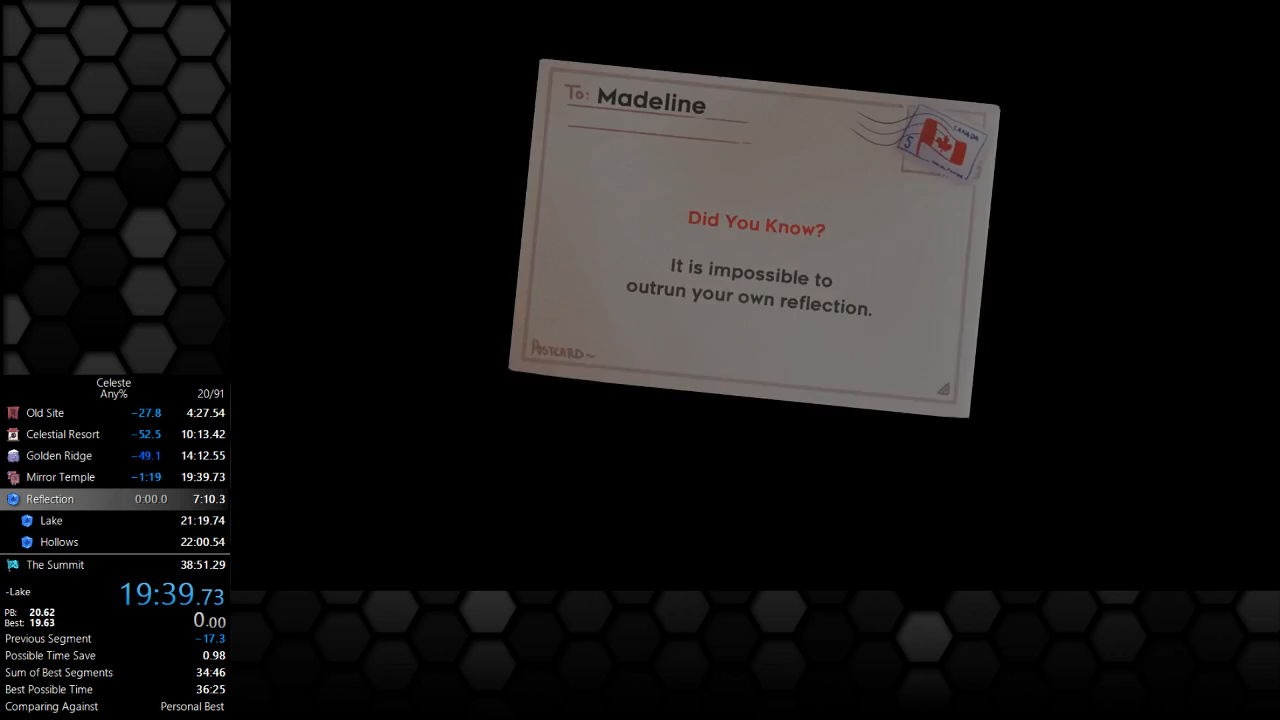 To: Madeline
CANADA
5
Did You Know?
It is impossible to
outrun your own reflection.
POSTCARD~
Celeste
Any% 20/91
Old Site -27.8 4:27.54
Celestial Resort -52.5 10:13.42
Golden Ridge -49.1 14:12.55
Mirror Temple -1:19 19:39.73
Reflection 0:00.0 7:10.3
Lake 21:19.74
Hollows 22:00.54
The Summit 38:51.29
-Lake 19:39.73
PB: 20.62 0.00
Best: 19.63
Previous Segment -17.3
Possible Time Save 0.98
Sum of Best Segments 34:46
Best Possible Time 36:25
Comparing Against Personal Best